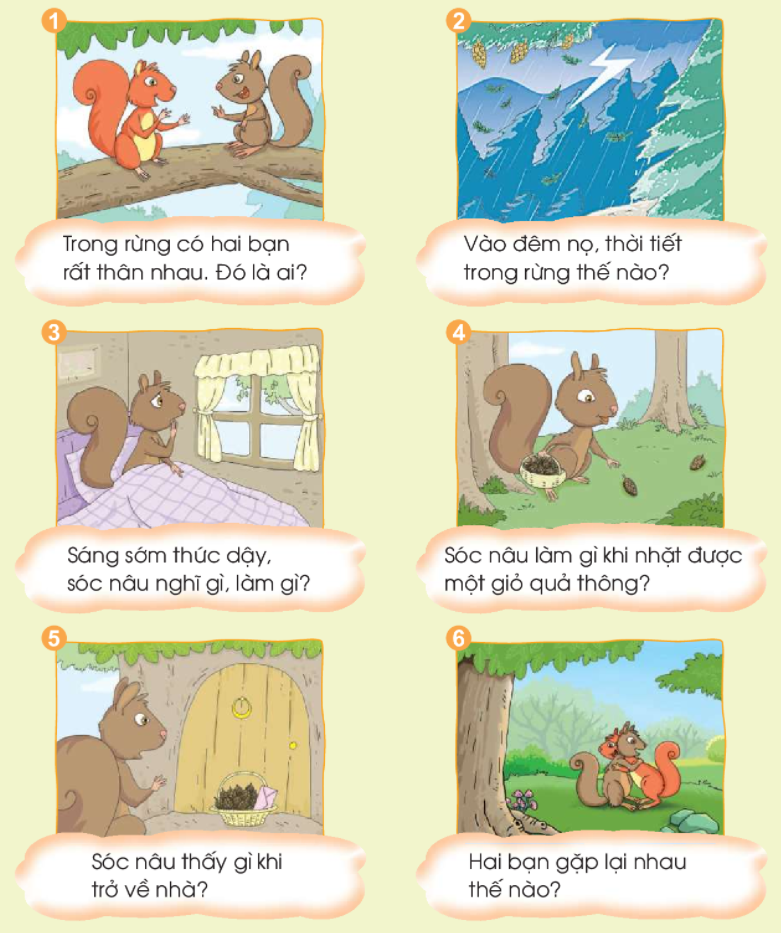 1
Trong rừng có hai bạn
rất thân nhau. Đó là ai?
2
Vào đêm nọ, thời tiết
trong rừng thế nào?
3
Sáng sớm thức dậy,
sóc nâu nghĩ gì, làm gì?
4
Sóc nâu làm gì khi nhặt được
một giỏ quả thông?
5
Sóc nâu thấy gì khi
trở về nhà?
6
Hai bạn gặp lại nhau
thế nào?